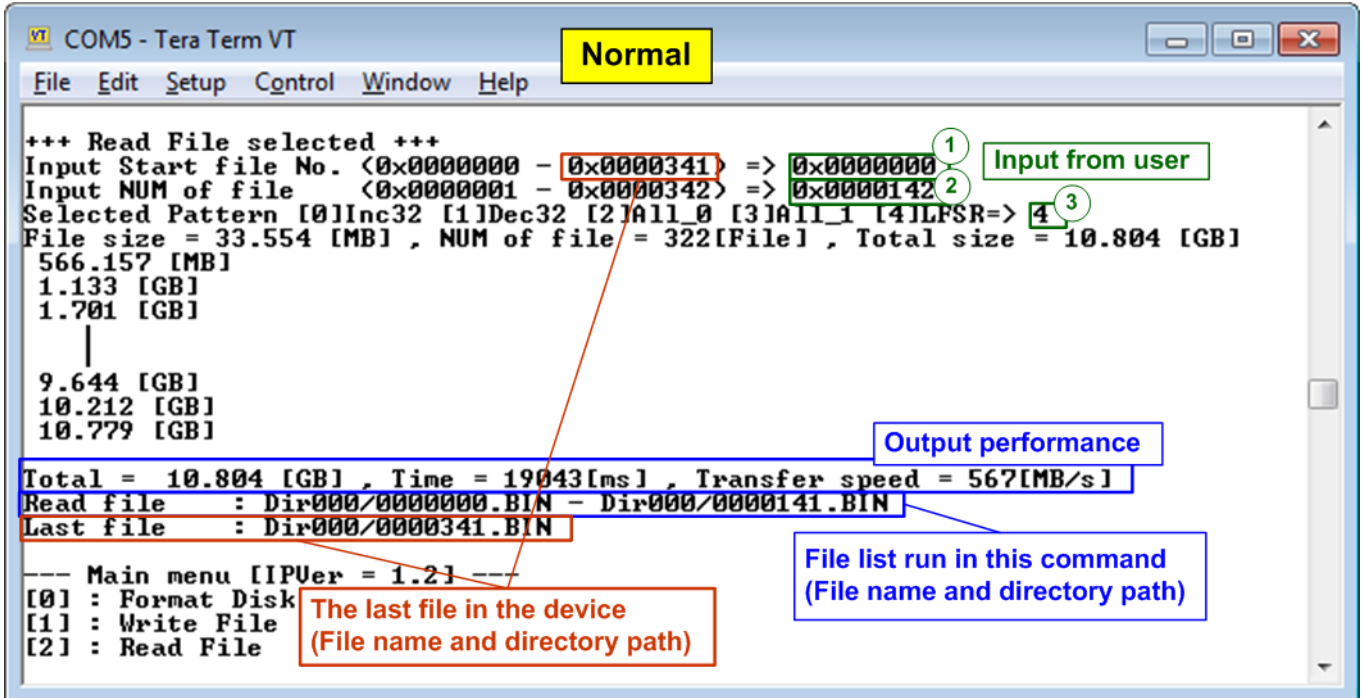 COM5 - Tera Term VT
Normal
File Edit Setup Control Window Help
+++ Read File selected +++
Input Start file No. (0x0000000 - 0x0000341) => 0x0000000 1
Input from user
Input NUM of file (0x0000001 - 0x0000342) => 0x0000142 2
Selected Pattern [0]Inc32 [1]Dec32 [2]All_0 [3]All_1 [4]LFSR=> 4 3
File size = 33.554 [MB] , NUM of file = 322[File] , Total size = 10.804 [GB]
566.157 [MB]
1.133 [GB]
1.701 [GB]
9.644 [GB]
10.212 [GB]
10.779 [GB]
Output performance
Total = 10.804 [GB] , Time = 19043[ms] , Transfer speed = 567[MB/s]
Read file : Dir000/0000000.BIN - Dir000/0000141.BIN
Last file : Dir000/0000341.BIN
File list run in this command
(File name and directory path)
--- Main menu [IPVer = 1.2] ---
[0] : Format Disk
[1] : Write File
[2] : Read File
The last file in the device
(File name and directory path)